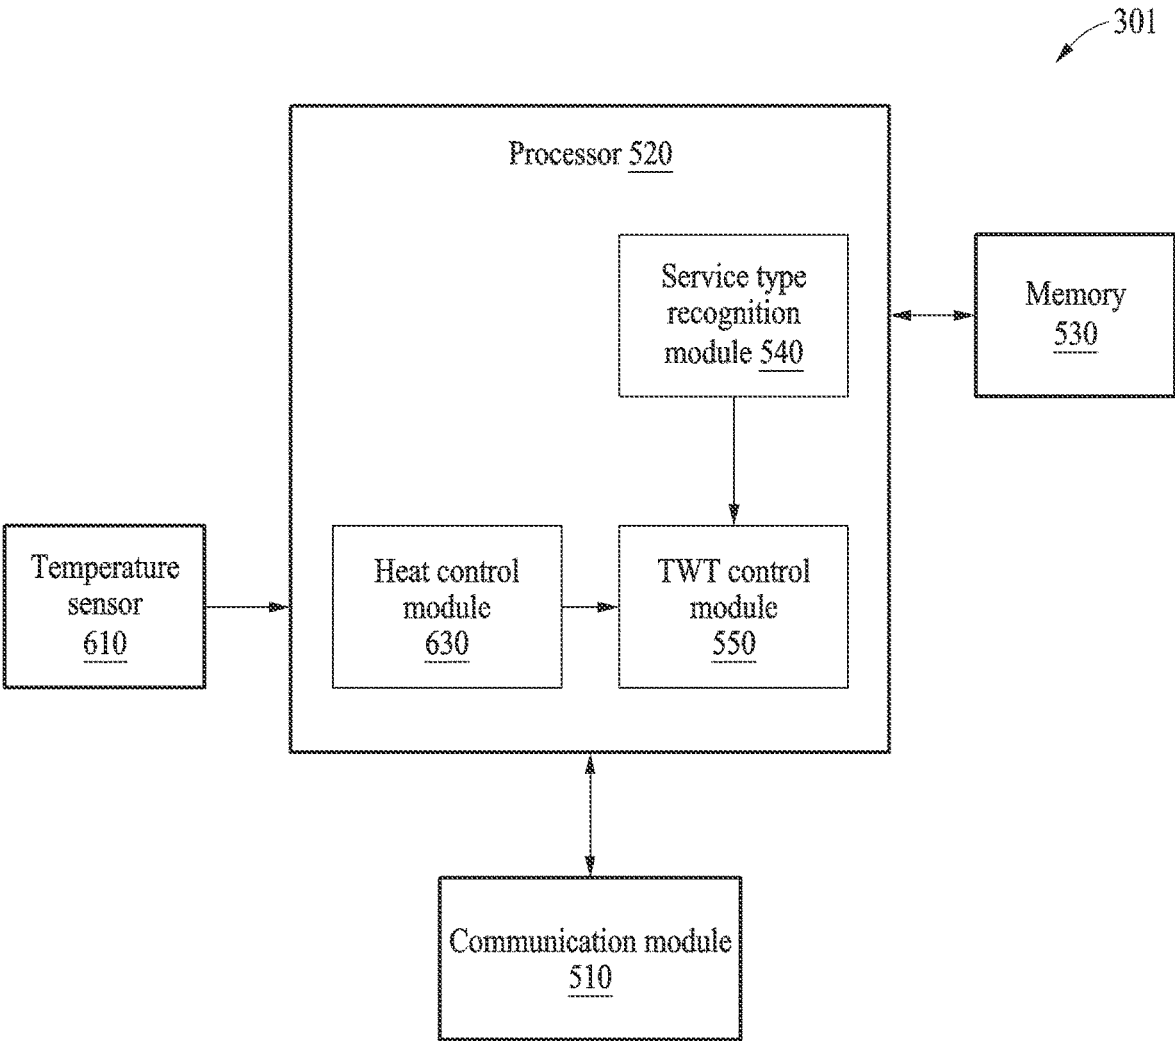 301
Processor 520
Service type
recognition
module 540
Memory
530
Temperature
sensor
610
Heat control
module
630
TWT control
module
550
Communication module
510